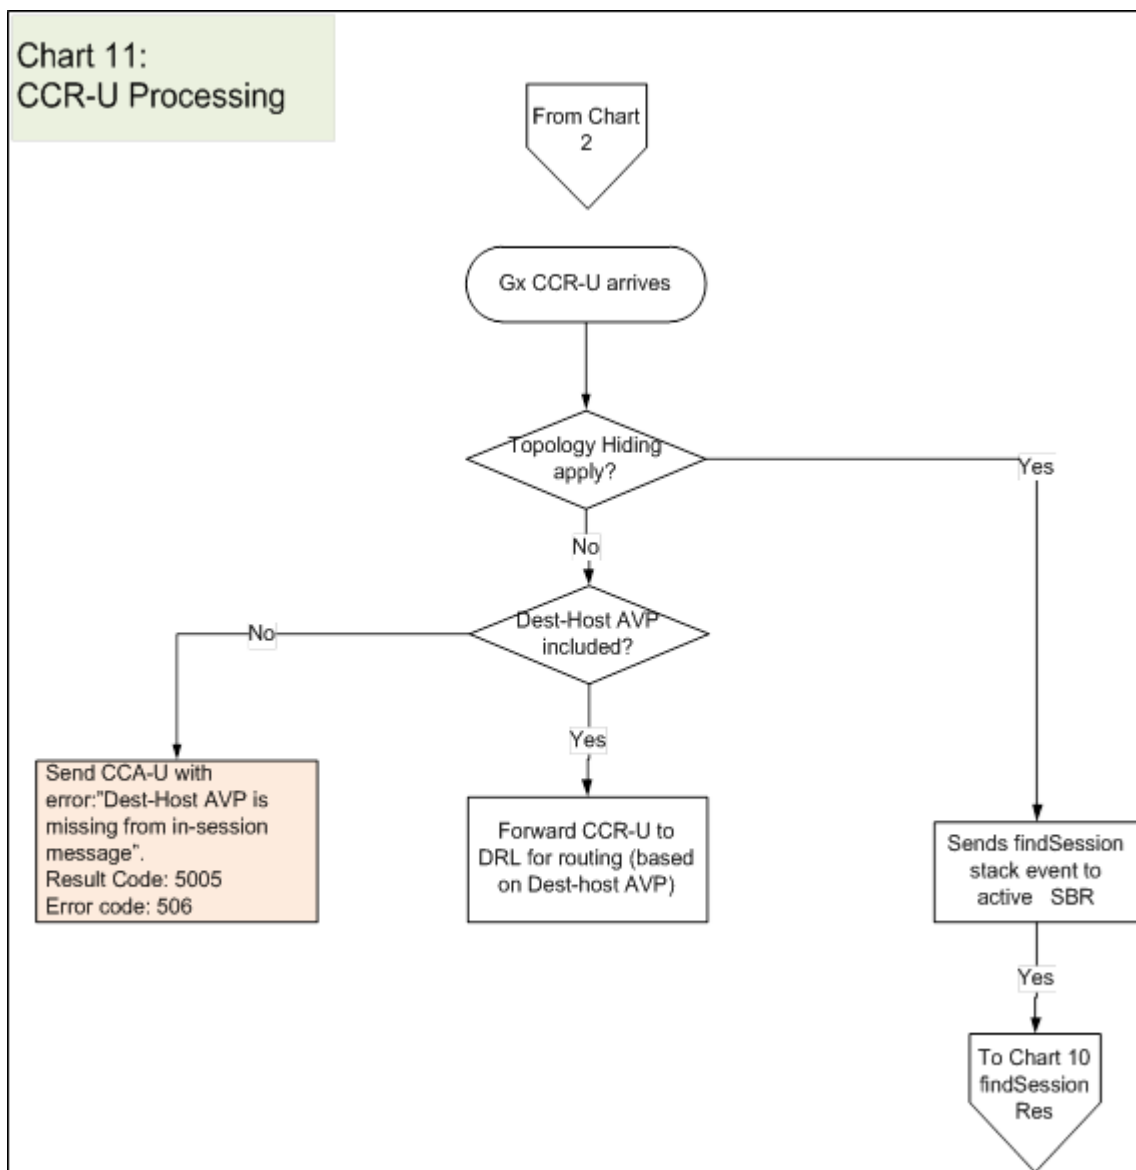 Chart 11:
CCR-U Processing
From Chart
2
Gx CCR-U arrives
Topology Hiding
apply?
Yes
No
Dest-Host AVP
included?
No
Yes
Send CCA-U with
error:"Dest-Host AVP is
missing from in-session
message".
Result Code: 5005
Error code: 506
Forward CCR-U to
DRL for routing (based
on Dest-host AVP)
Sends findSession
stack event to
active SBR
Yes
To Chart 10
findSession
Res